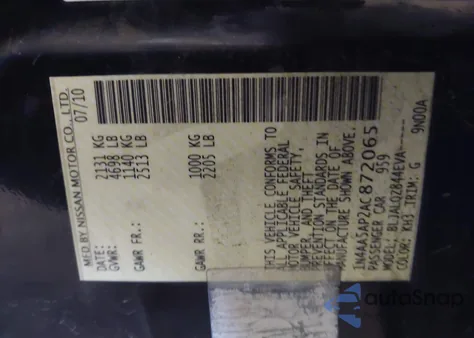 MFD. BY NISSAN MOTOR CO., LTD.
07/10
GVWR: 2131 KG
4698 LB
GAWR FR.: 1140 KG
2513 LB
GAWR RR: 1000 KG
2205 LB
THIS VEHICLE CONFORMS TO
ALL APPLICABLE FEDERAL
MOTOR VEHICLE SAFETY,
BUMPER, AND THEFT
PREVENTION STANDARDS IN
EFFECT ON THE DATE OF
MANUFACTURE SHOWN ABOVE.
1N4AA5AP2AC872065
PASSENGER CAR 959
MODEL: BLJALQZ
COLOR: KH3 TRIM: G
9N00A
autoSnap